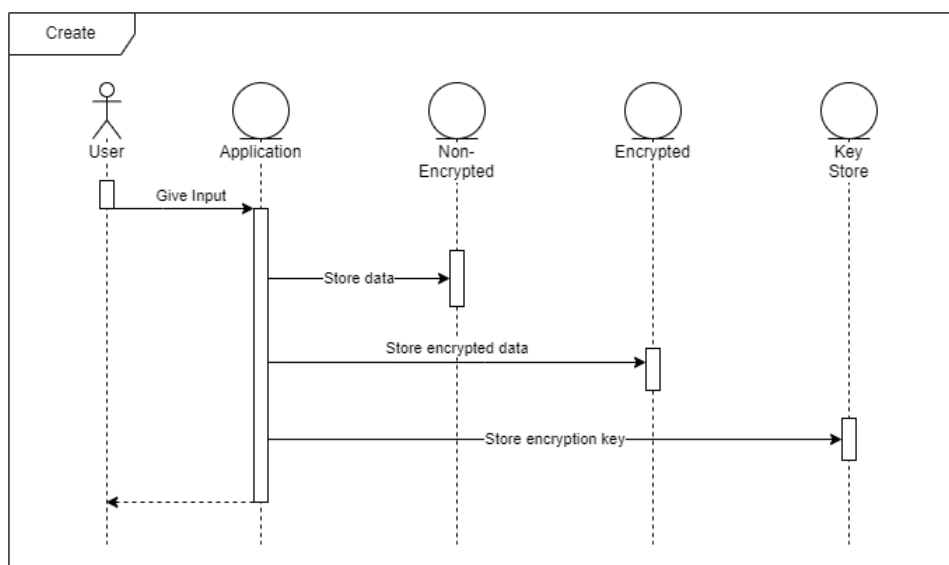 Create
User
Application
Non-
Encrypted
Encrypted
Key
Store
Give Input
Store data
Store encrypted data
Store encryption key